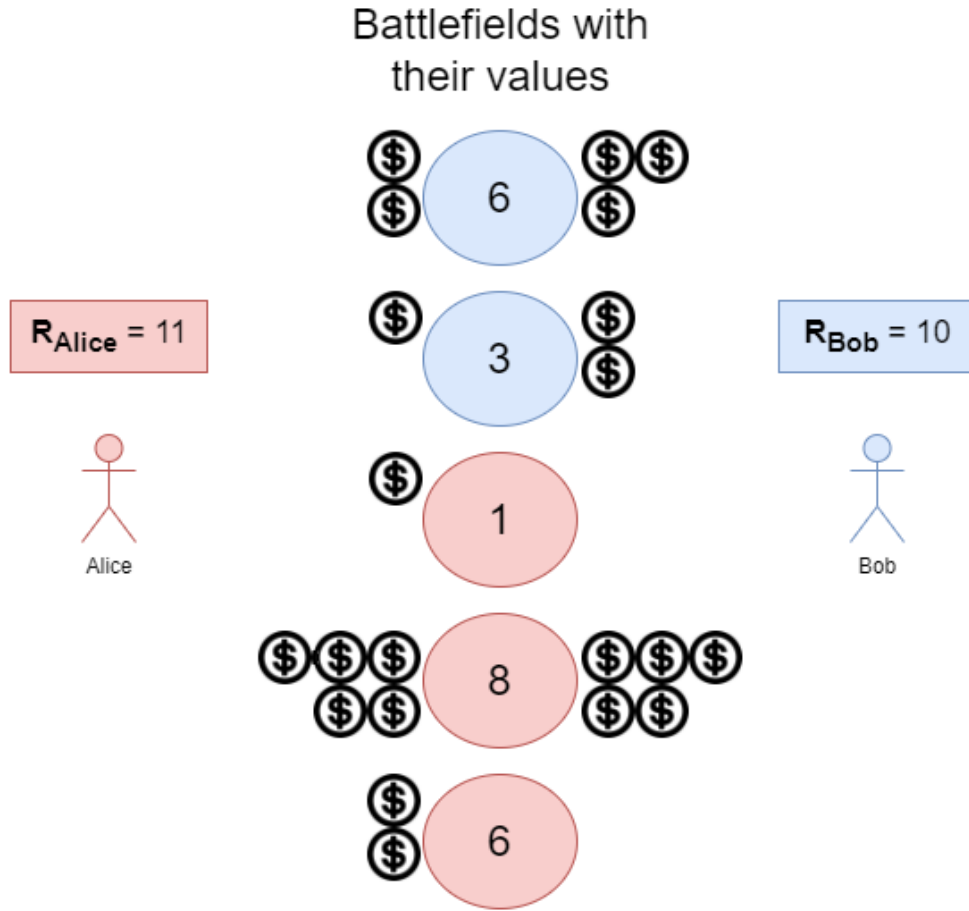 Battlefields with
their values
$ $ $
$ 6 $
$ $
3 $
R_Alice = 11
R_Bob = 10
$
1
Alice
Bob
$ $ $ $ $ $
8
$ $ $ $
$
6
$